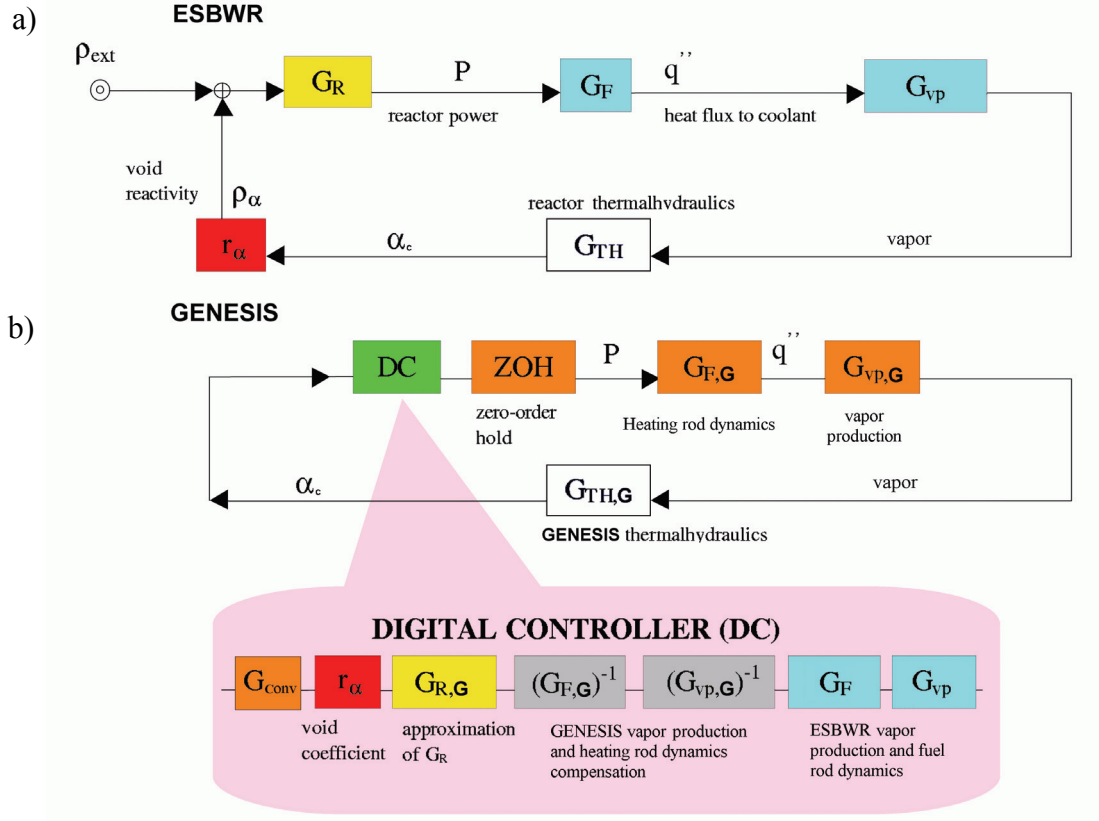 a)
ESBWR
ρext
GR
P
reactor power
GF
q''
heat flux to coolant
Gvp
void
reactivity
ρα
rα
αc
reactor thermalhydraulics
GTH
vapor
GENESIS
b)
DC
ZOH
zero-order
hold
P
GF,G
Heating rod dynamics
q''
Gvp,G
vapor
production
αc
GTH,G
GENESIS thermalhydraulics
vapor
DIGITAL CONTROLLER (DC)
GConv
rα
GR,G
(GF,G)-1
(Gvp,G)-1
GF
Gvp
void
coefficient
approximation
of GR
GENESIS vapor production
and heating rod dynamics
compensation
ESBWR vapor
production and fuel
rod dynamics